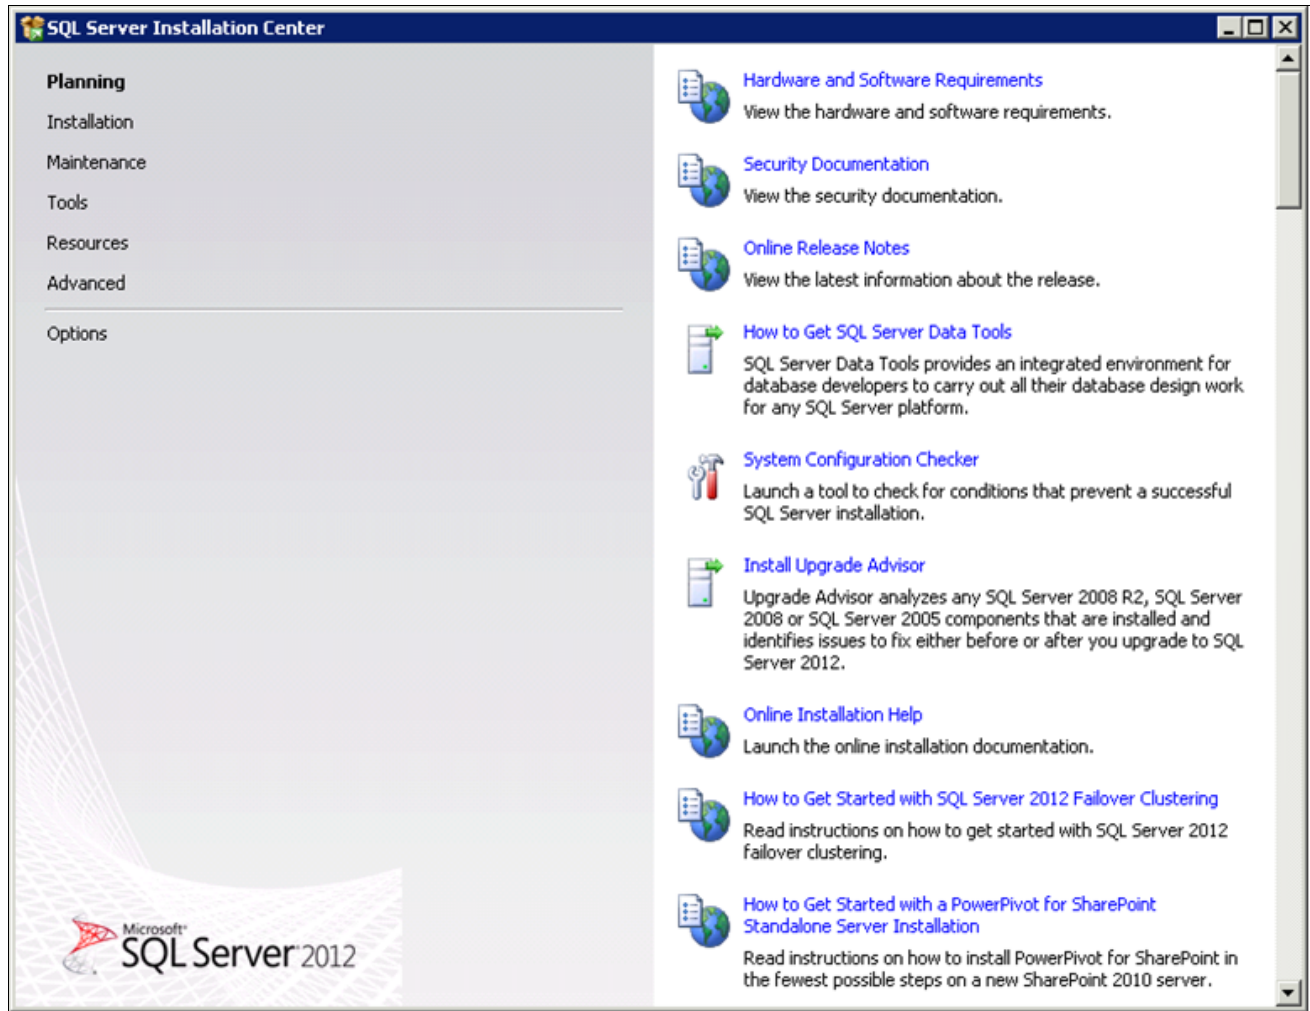 SQL Server Installation Center
Planning
Installation
Maintenance
Tools
Resources
Advanced
Options
Hardware and Software Requirements
View the hardware and software requirements.
Security Documentation
View the security documentation.
Online Release Notes
View the latest information about the release.
How to Get SQL Server Data Tools
SQL Server Data Tools provides an integrated environment for
database developers to carry out all their database design work
for any SQL Server platform.
System Configuration Checker
Launch a tool to check for conditions that prevent a successful
SQL Server installation.
Install Upgrade Advisor
Upgrade Advisor analyzes any SQL Server 2008 R2, SQL Server
2008 or SQL Server 2005 components that are installed and
identifies issues to fix either before or after you upgrade to SQL
Server 2012.
Online Installation Help
Launch the online installation documentation.
How to Get Started with SQL Server 2012 Failover Clustering
Read instructions on how to get started with SQL Server 2012
failover clustering.
How to Get Started with a PowerPivot for SharePoint
Standalone Server Installation
Read instructions on how to install PowerPivot for SharePoint in
the fewest possible steps on a new SharePoint 2010 server.
Microsoft®
SQL Server 2012